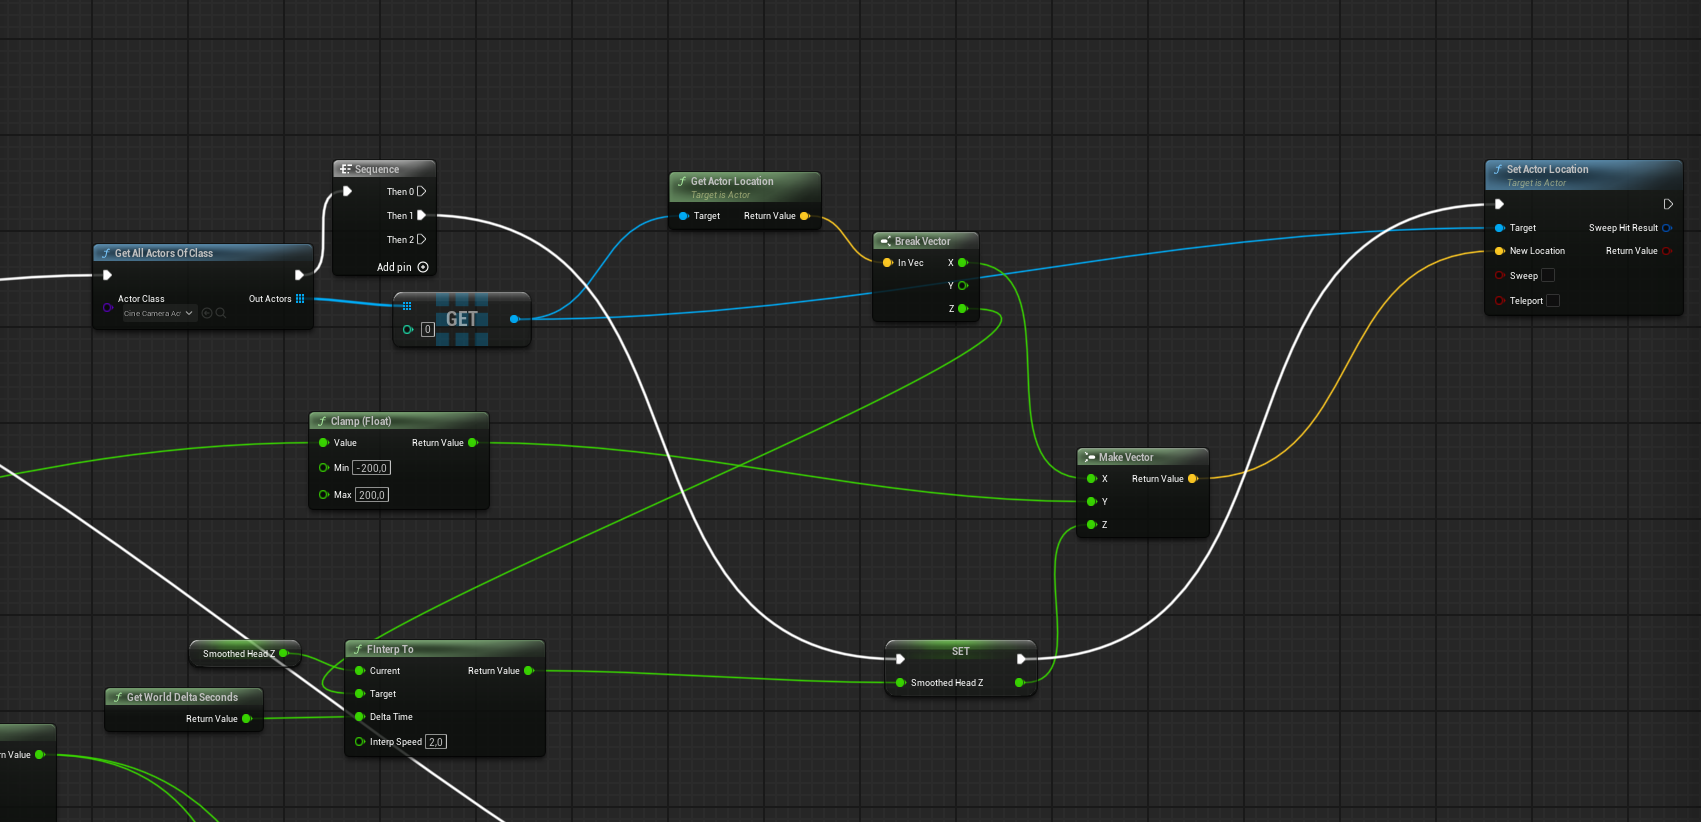 Sequence
Then 0
Then 1
Then 2
Add pin
Get All Actors Of Class
Actor Class
Cine Camera Ac
Out Actors
0
GET
Get Actor Location
Target is Actor
Target
Return Value
Break Vector
In Vec
X
Y
Z
Set Actor Location
Target is Actor
Target
Sweep Hit Result
New Location
Return Value
Sweep
Teleport
Clamp (Float)
Value
Return Value
Min
-200,0
Max
200,0
Make Vector
X
Return Value
Y
Z
Smoothed Head Z
Get World Delta Seconds
Return Value
FInterp To
Current
Return Value
Target
Delta Time
Interp Speed
2,0
SET
Smoothed Head Z
n Value